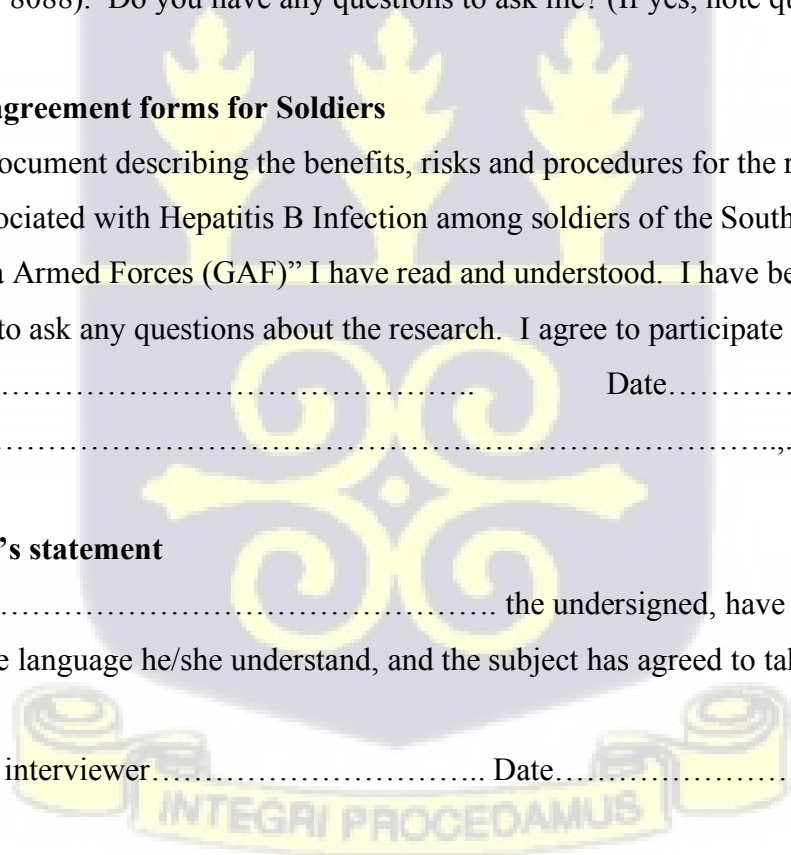 8088). Do you have any questions to ask me? (If yes, note qu
agreement forms for Soldiers
ocument describing the benefits, risks and procedures for the r
ociated with Hepatitis B Infection among soldiers of the South
a Armed Forces (GAF)” I have read and understood. I have be
to ask any questions about the research. I agree to participate
…………………………………………….. Date…………
……………………………………………………………………………..,.
’s statement
……………………………………………. the undersigned, have
e language he/she understand, and the subject has agreed to tal
interviewer…………………………….. Date……………………
INTEGRI PROCEDAMUS